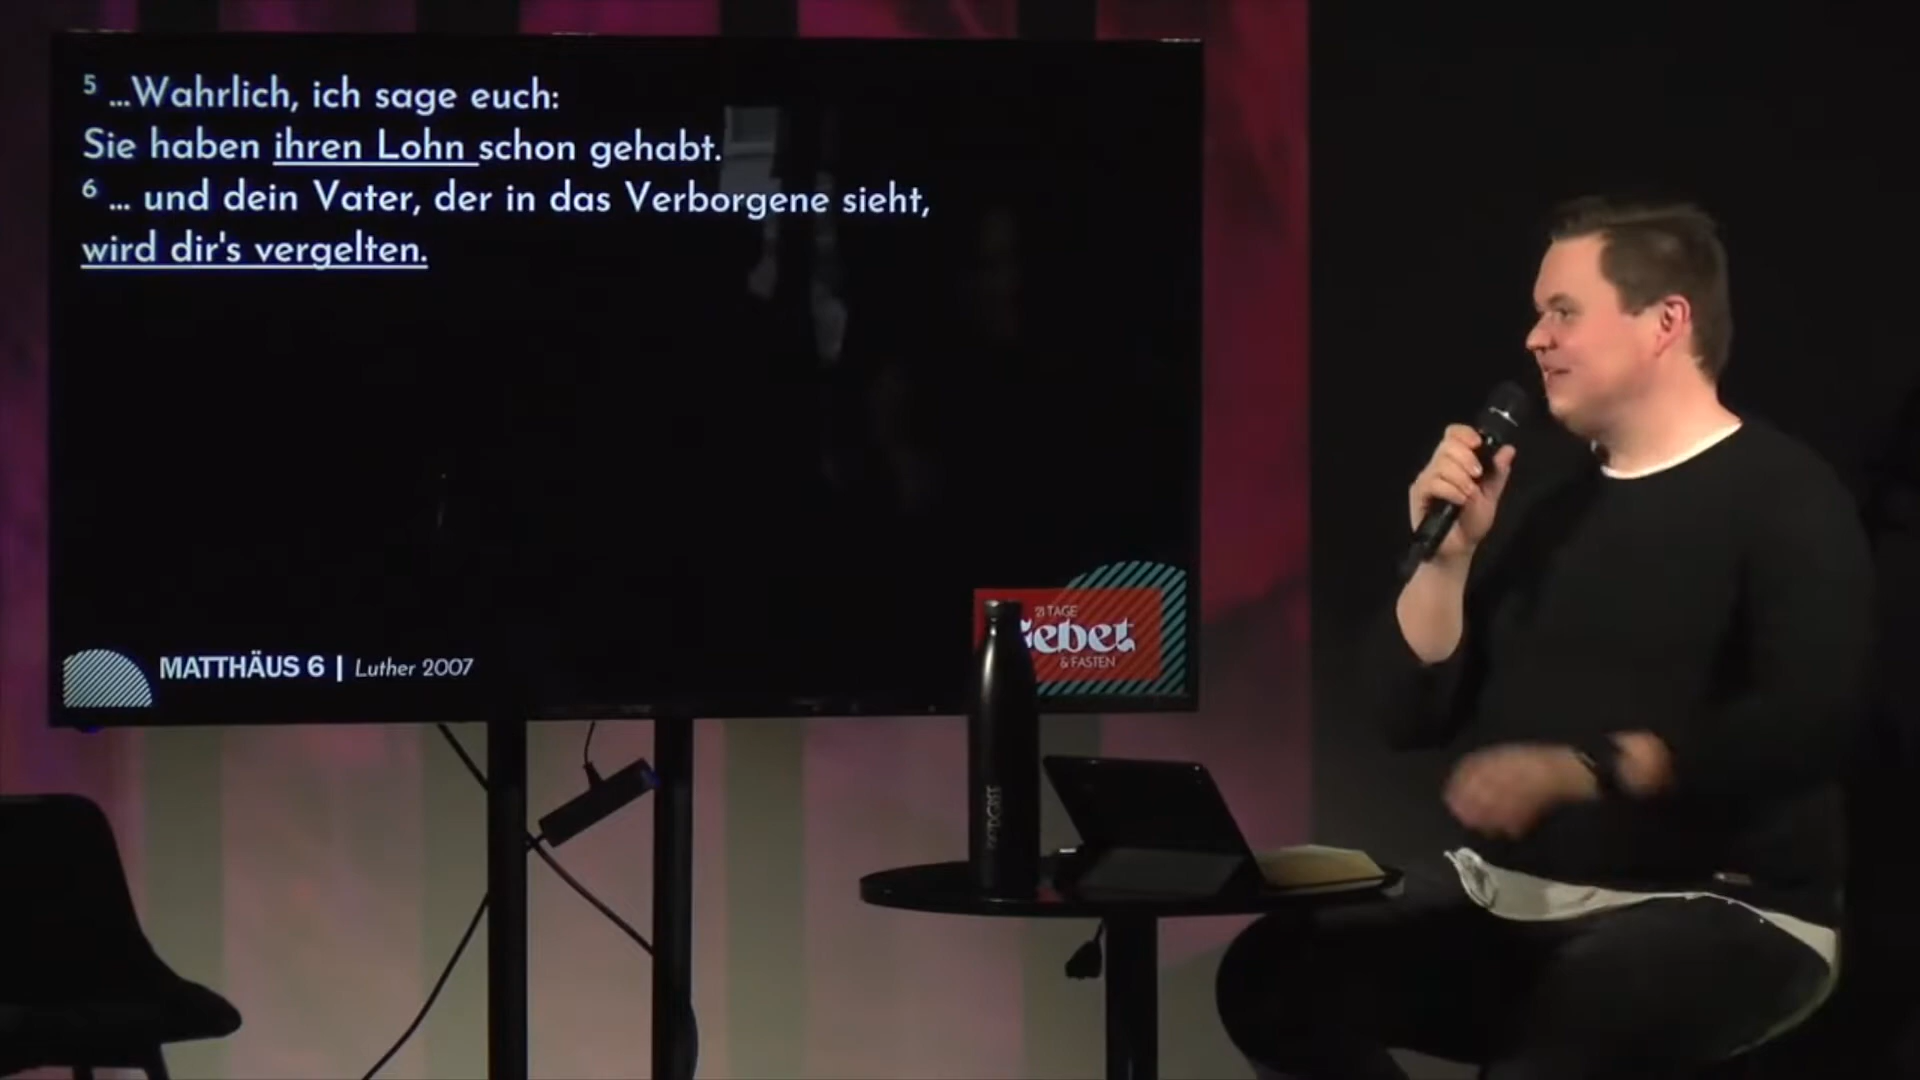 5 ...Wahrlich, ich sage euch:
Sie haben ihren Lohn schon gehabt.
6 ... und dein Vater, der in das Verborgene sieht,
wird dir's vergelten.
21 TAGE
ebet
& FASTEN
MATTHÄUS 6 | Luther 2007